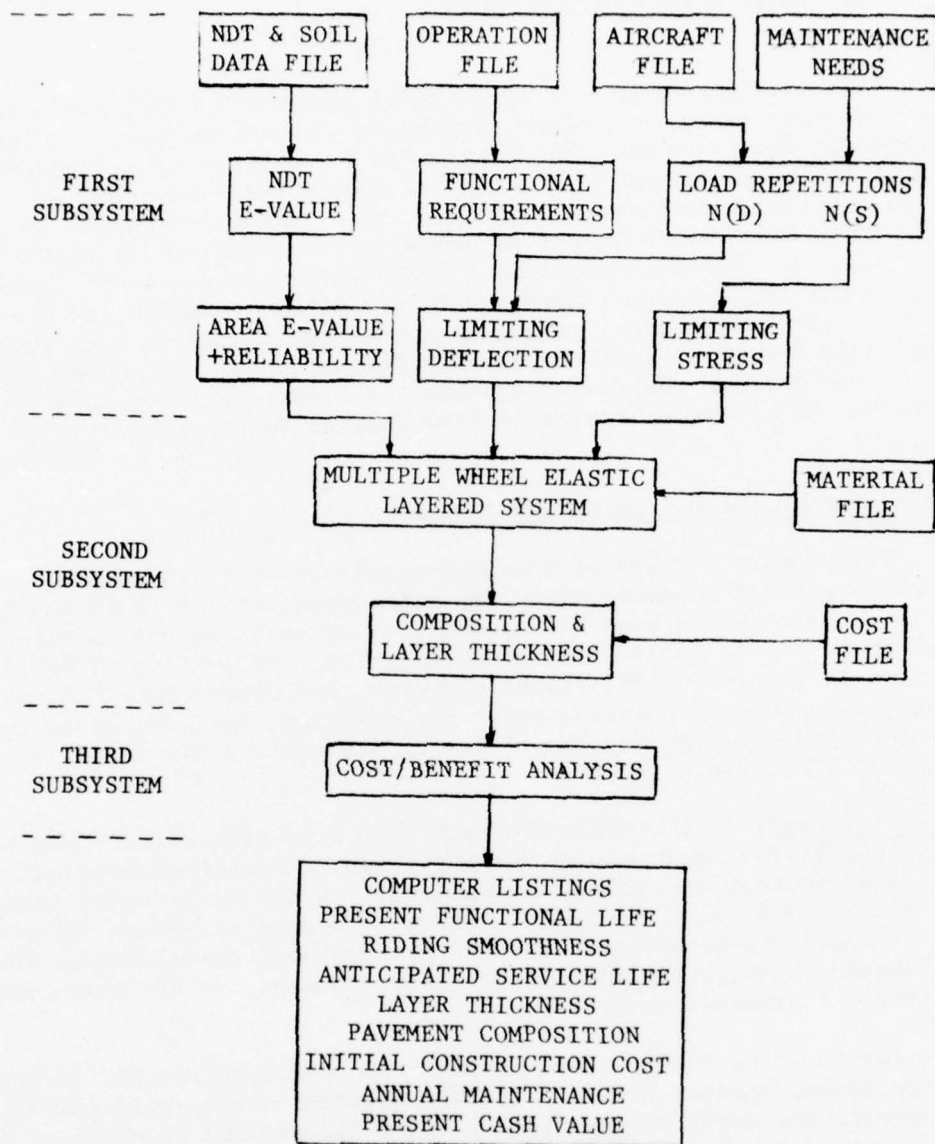 NDT & SOIL
DATA FILE
OPERATION
FILE
AIRCRAFT
FILE
MAINTENANCE
NEEDS
FIRST
SUBSYSTEM
NDT
E-VALUE
FUNCTIONAL
REQUIREMENTS
LOAD REPETITIONS
N(D) N(S)
AREA E-VALUE
+RELIABILITY
LIMITING
DEFLECTION
LIMITING
STRESS
MULTIPLE WHEEL ELASTIC
LAYERED SYSTEM
MATERIAL
FILE
SECOND
SUBSYSTEM
COMPOSITION &
LAYER THICKNESS
COST
FILE
THIRD
SUBSYSTEM
COST/BENEFIT ANALYSIS
COMPUTER LISTINGS
PRESENT FUNCTIONAL LIFE
RIDING SMOOTHNESS
ANTICIPATED SERVICE LIFE
LAYER THICKNESS
PAVEMENT COMPOSITION
INITIAL CONSTRUCTION COST
ANNUAL MAINTENANCE
PRESENT CASH VALUE